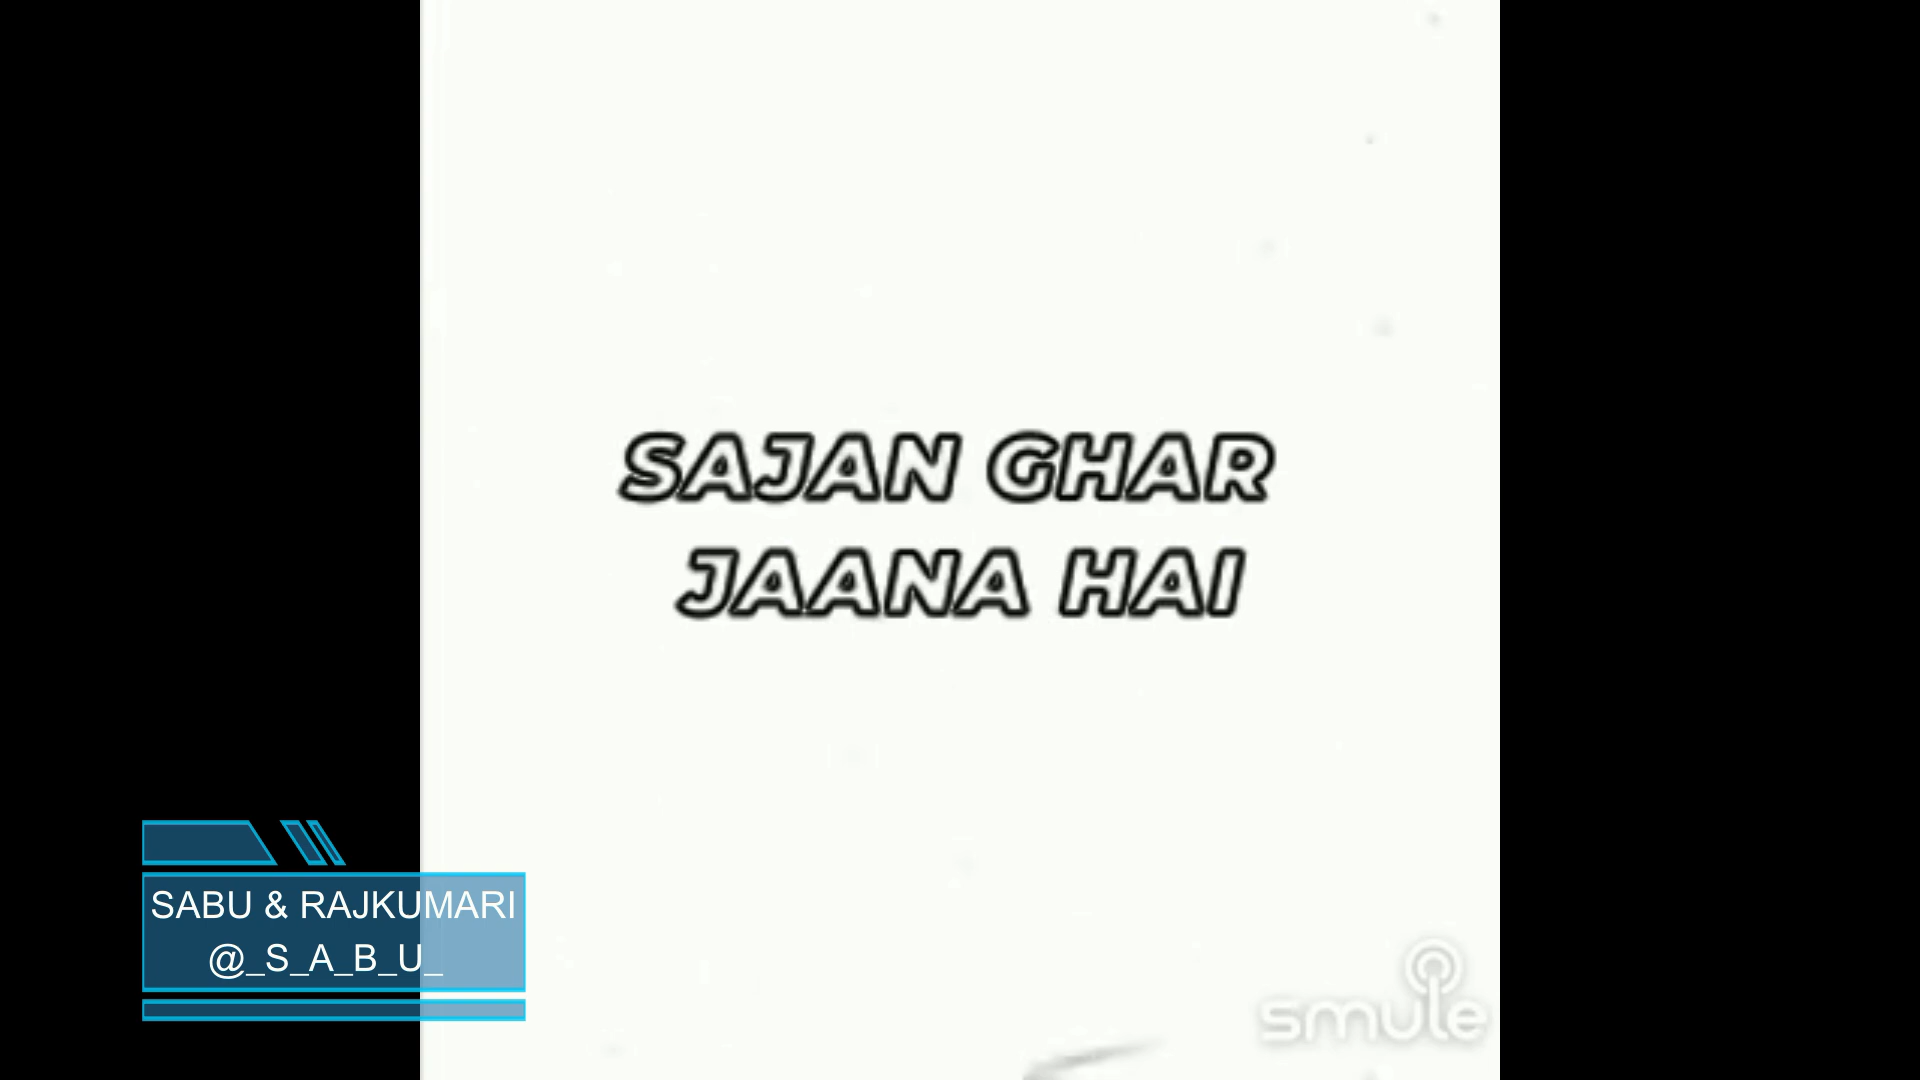 SAJAN GHAR
JAANA HAI
SABU & RAJKUMARI
@_S_A_B_U_
smule